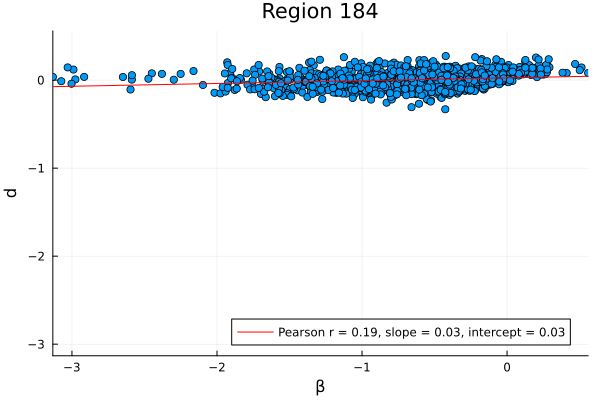 Region 184
0
−1
−2
−3
d
Pearson r = 0.19, slope = 0.03, intercept = 0.03
−3
−2
−1
0
β